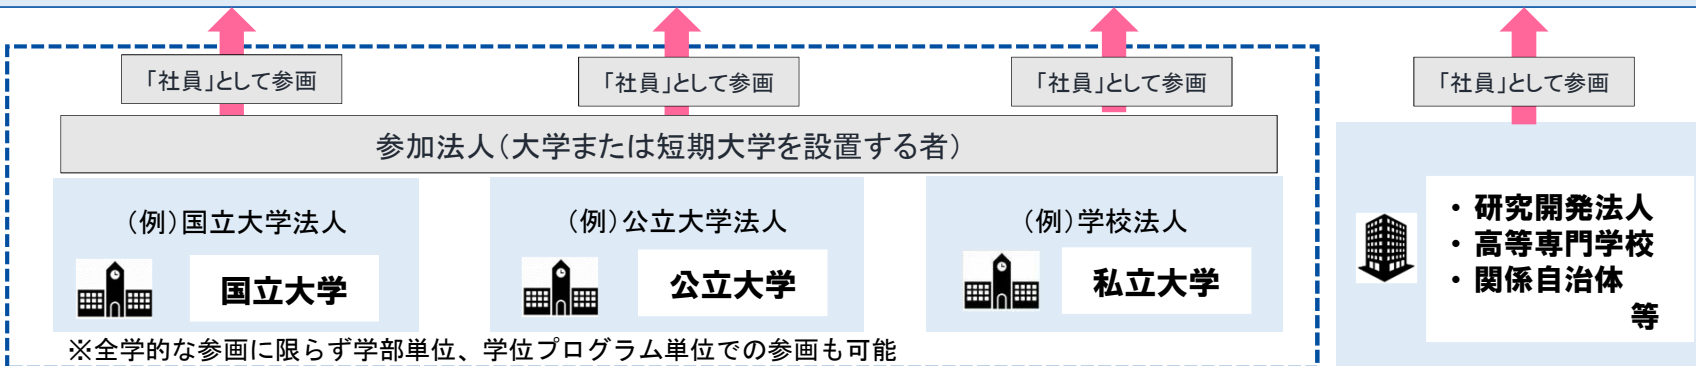 「社員」として参画
「社員」として参画
「社員」として参画
「社員」として参画
参加法人（大学または短期大学を設置する者）
（例）国立大学法人
国立大学
（例）公立大学法人
公立大学
（例）学校法人
私立大学
・研究開発法人
・高等専門学校
・関係自治体
等
※全学的な参画に限らず学部単位、学位プログラム単位での参画も可能